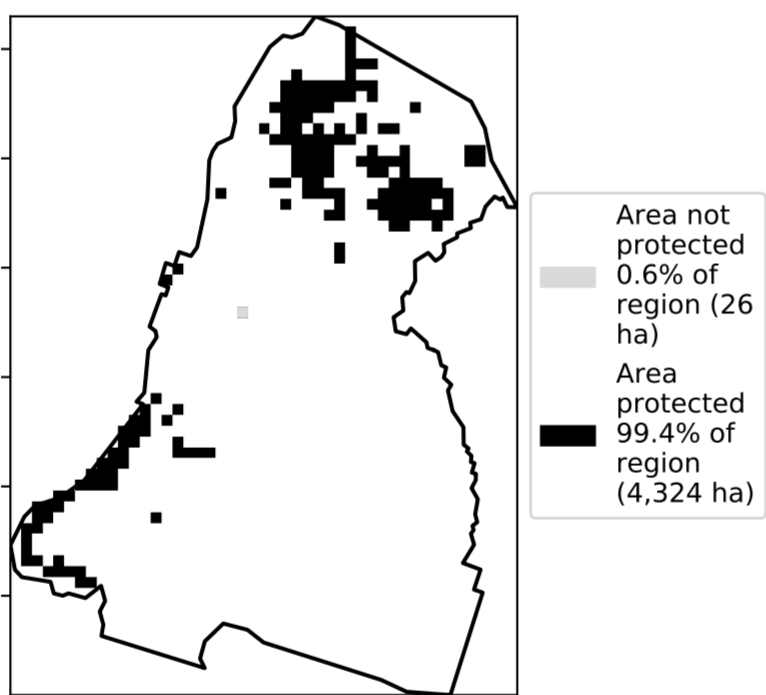 Area not
protected
0.6% of
region (26
ha)
Area
protected
99.4% of
region
(4,324 ha)